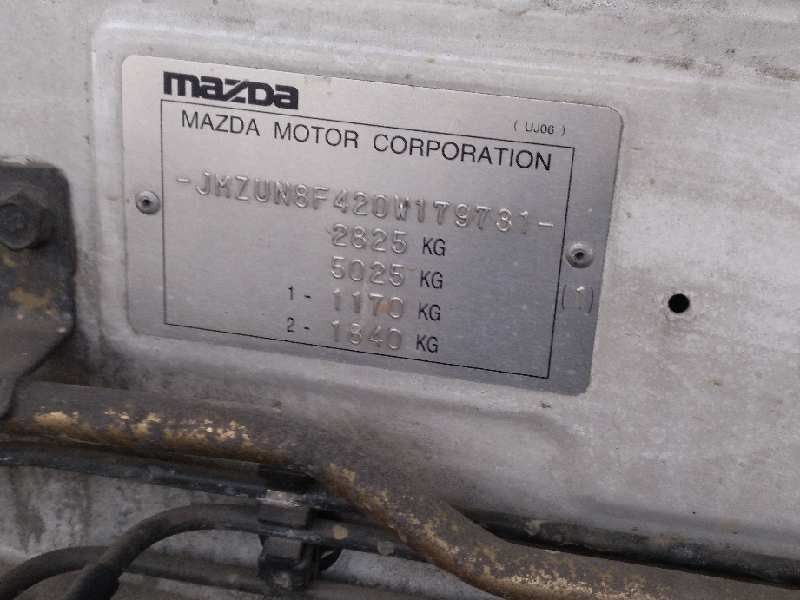 mazda
( UJ06 )
MAZDA MOTOR CORPORATION
-JMZUN8F420W179781-
2825 KG
5025 KG
1 - 1170 KG
(1)
2 - 1840 KG